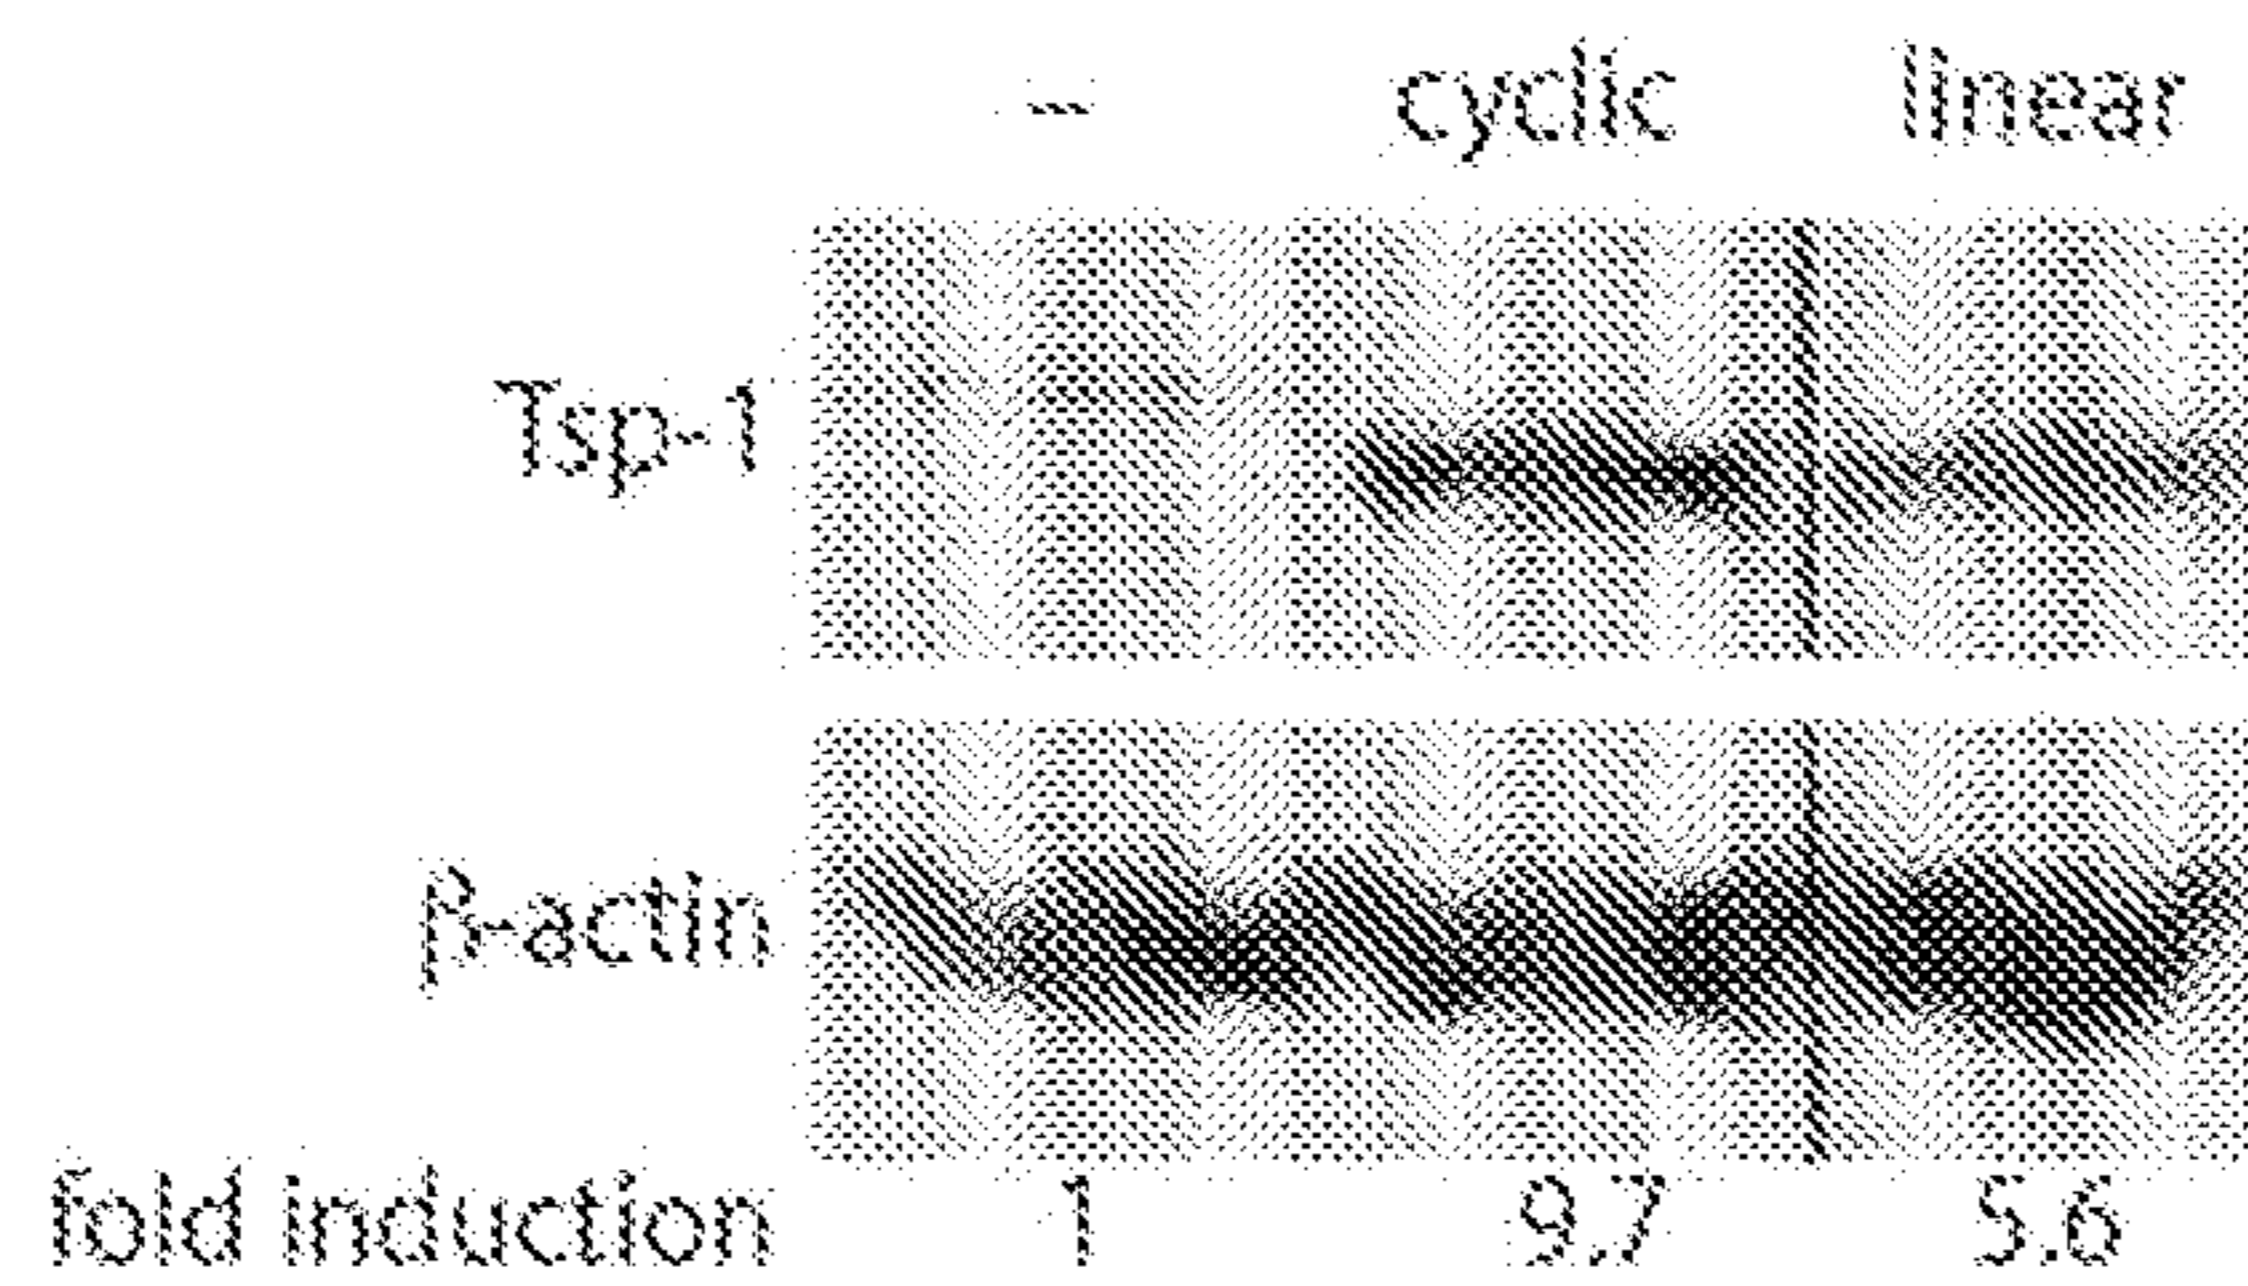 – cyclic linear
Tsp-1
β-actin
fold induction 1 9.7 5.6